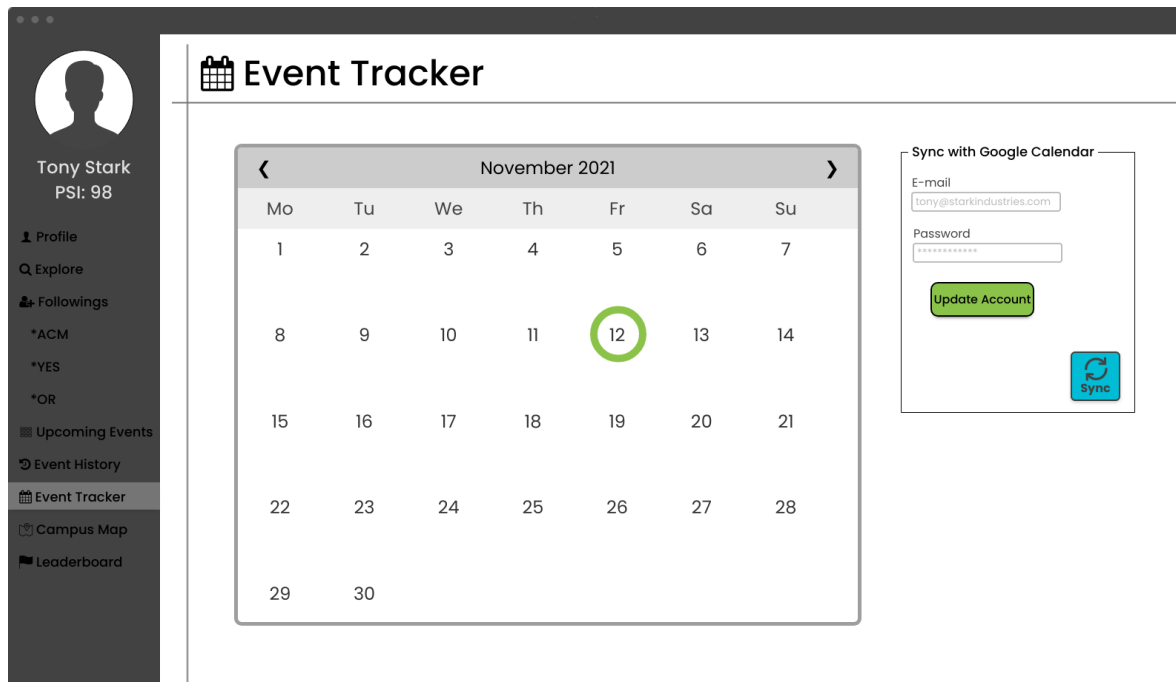 Tony Stark
PSI: 98
Profile
Explore
Followings
*ACM
*YES
*OR
Upcoming Events
Event History
Event Tracker
Campus Map
Leaderboard
Event Tracker
November 2021
Mo Tu We Th Fr Sa Su
1 2 3 4 5 6 7
8 9 10 11 12 13 14
15 16 17 18 19 20 21
22 23 24 25 26 27 28
29 30
Sync with Google Calendar
E-mail
tony@starkindustries.com
Password
************
Update Account
Sync